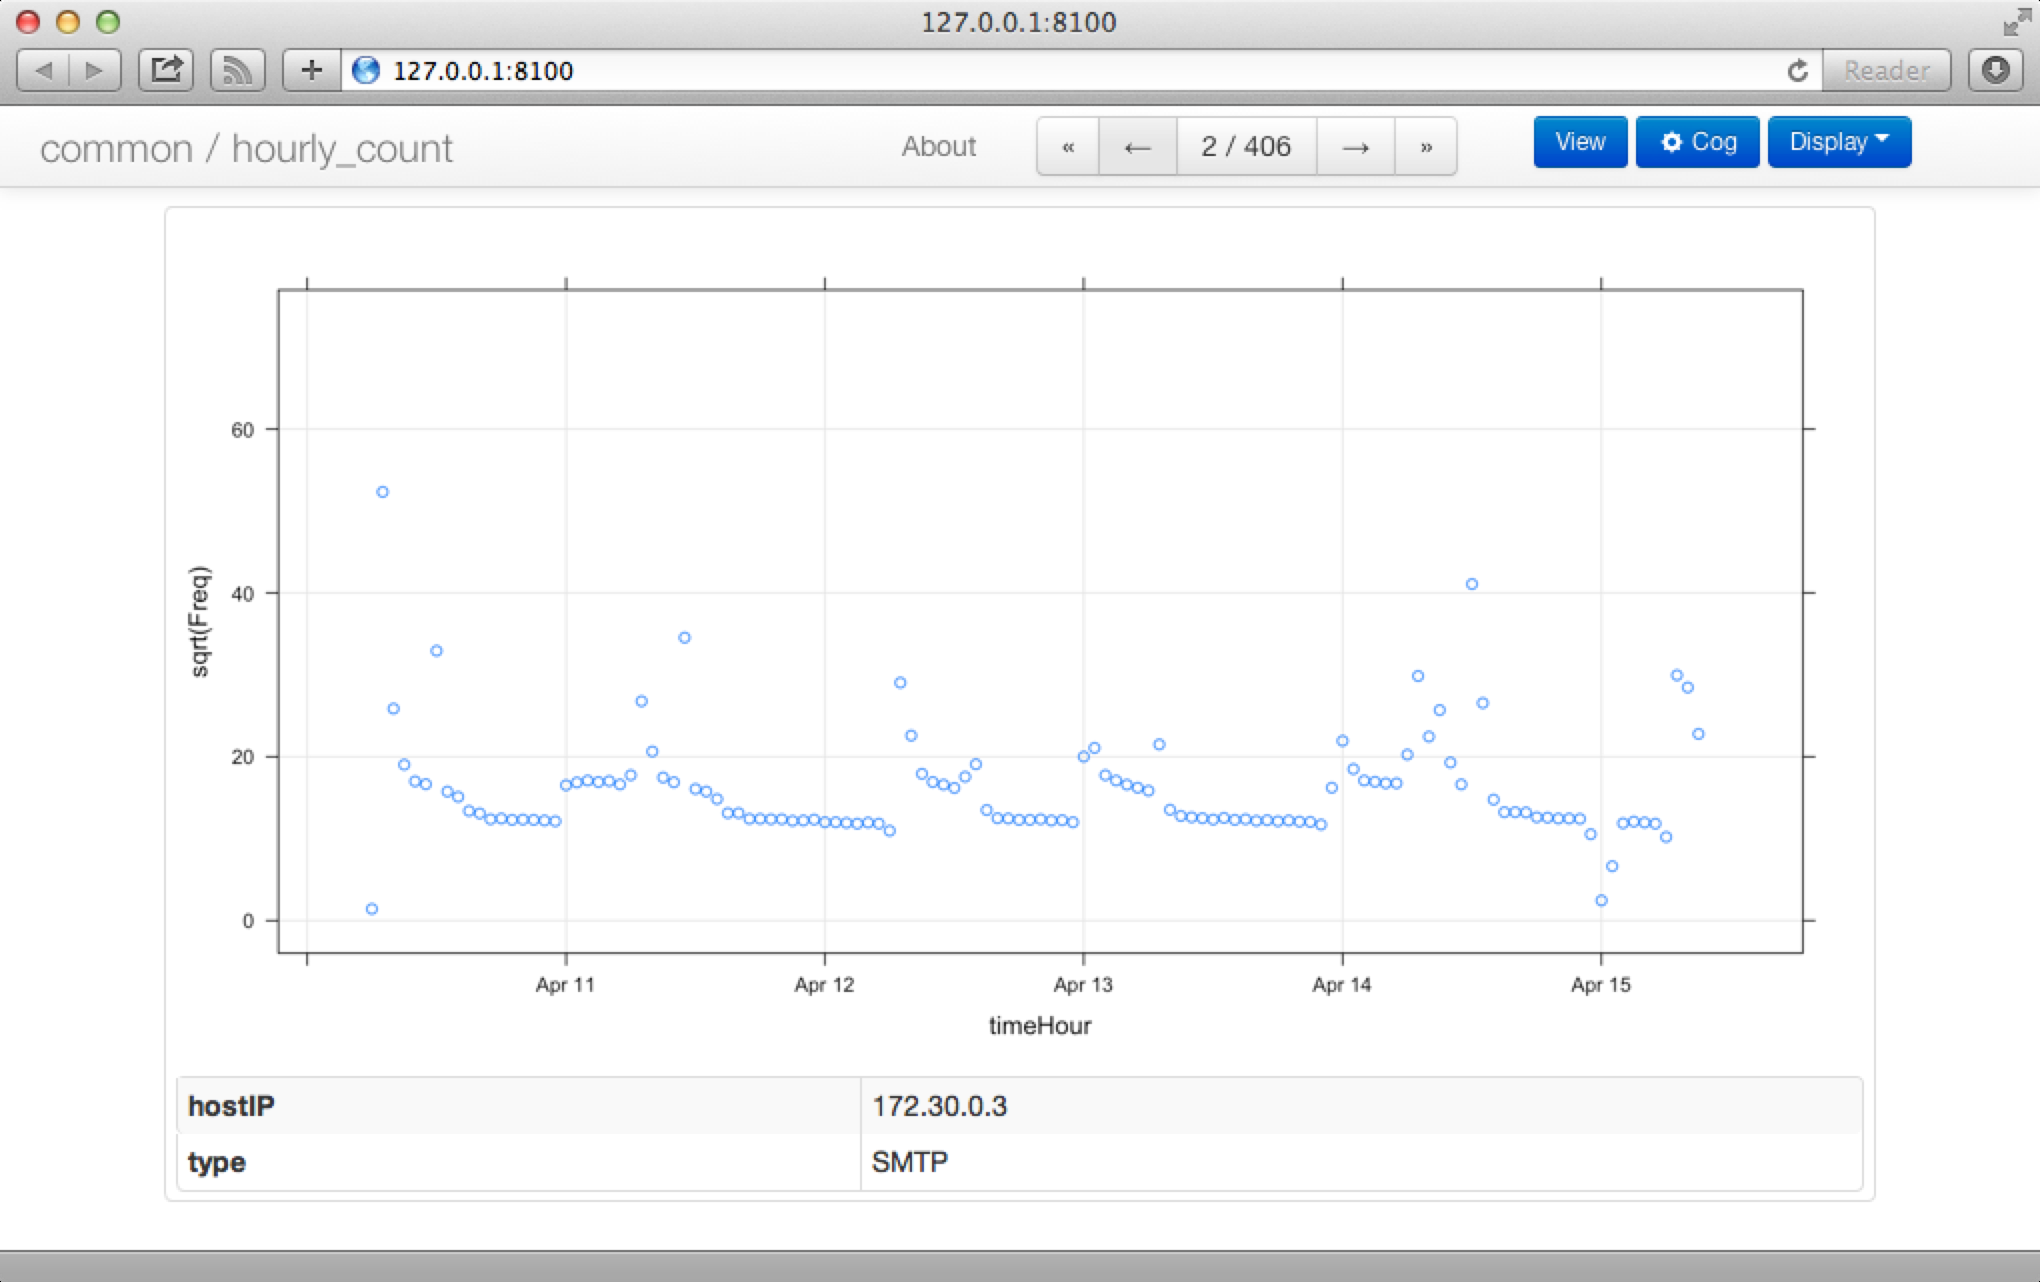 127.0.0.1:8100
+ 127.0.0.1:8100 Reader
common / hourly_count About « ← 2 / 406 → » View Cog Display
60
40
20
0
sqrt(Freq)
Apr 11 Apr 12 Apr 13 Apr 14 Apr 15
timeHour
hostIP 172.30.0.3
type SMTP